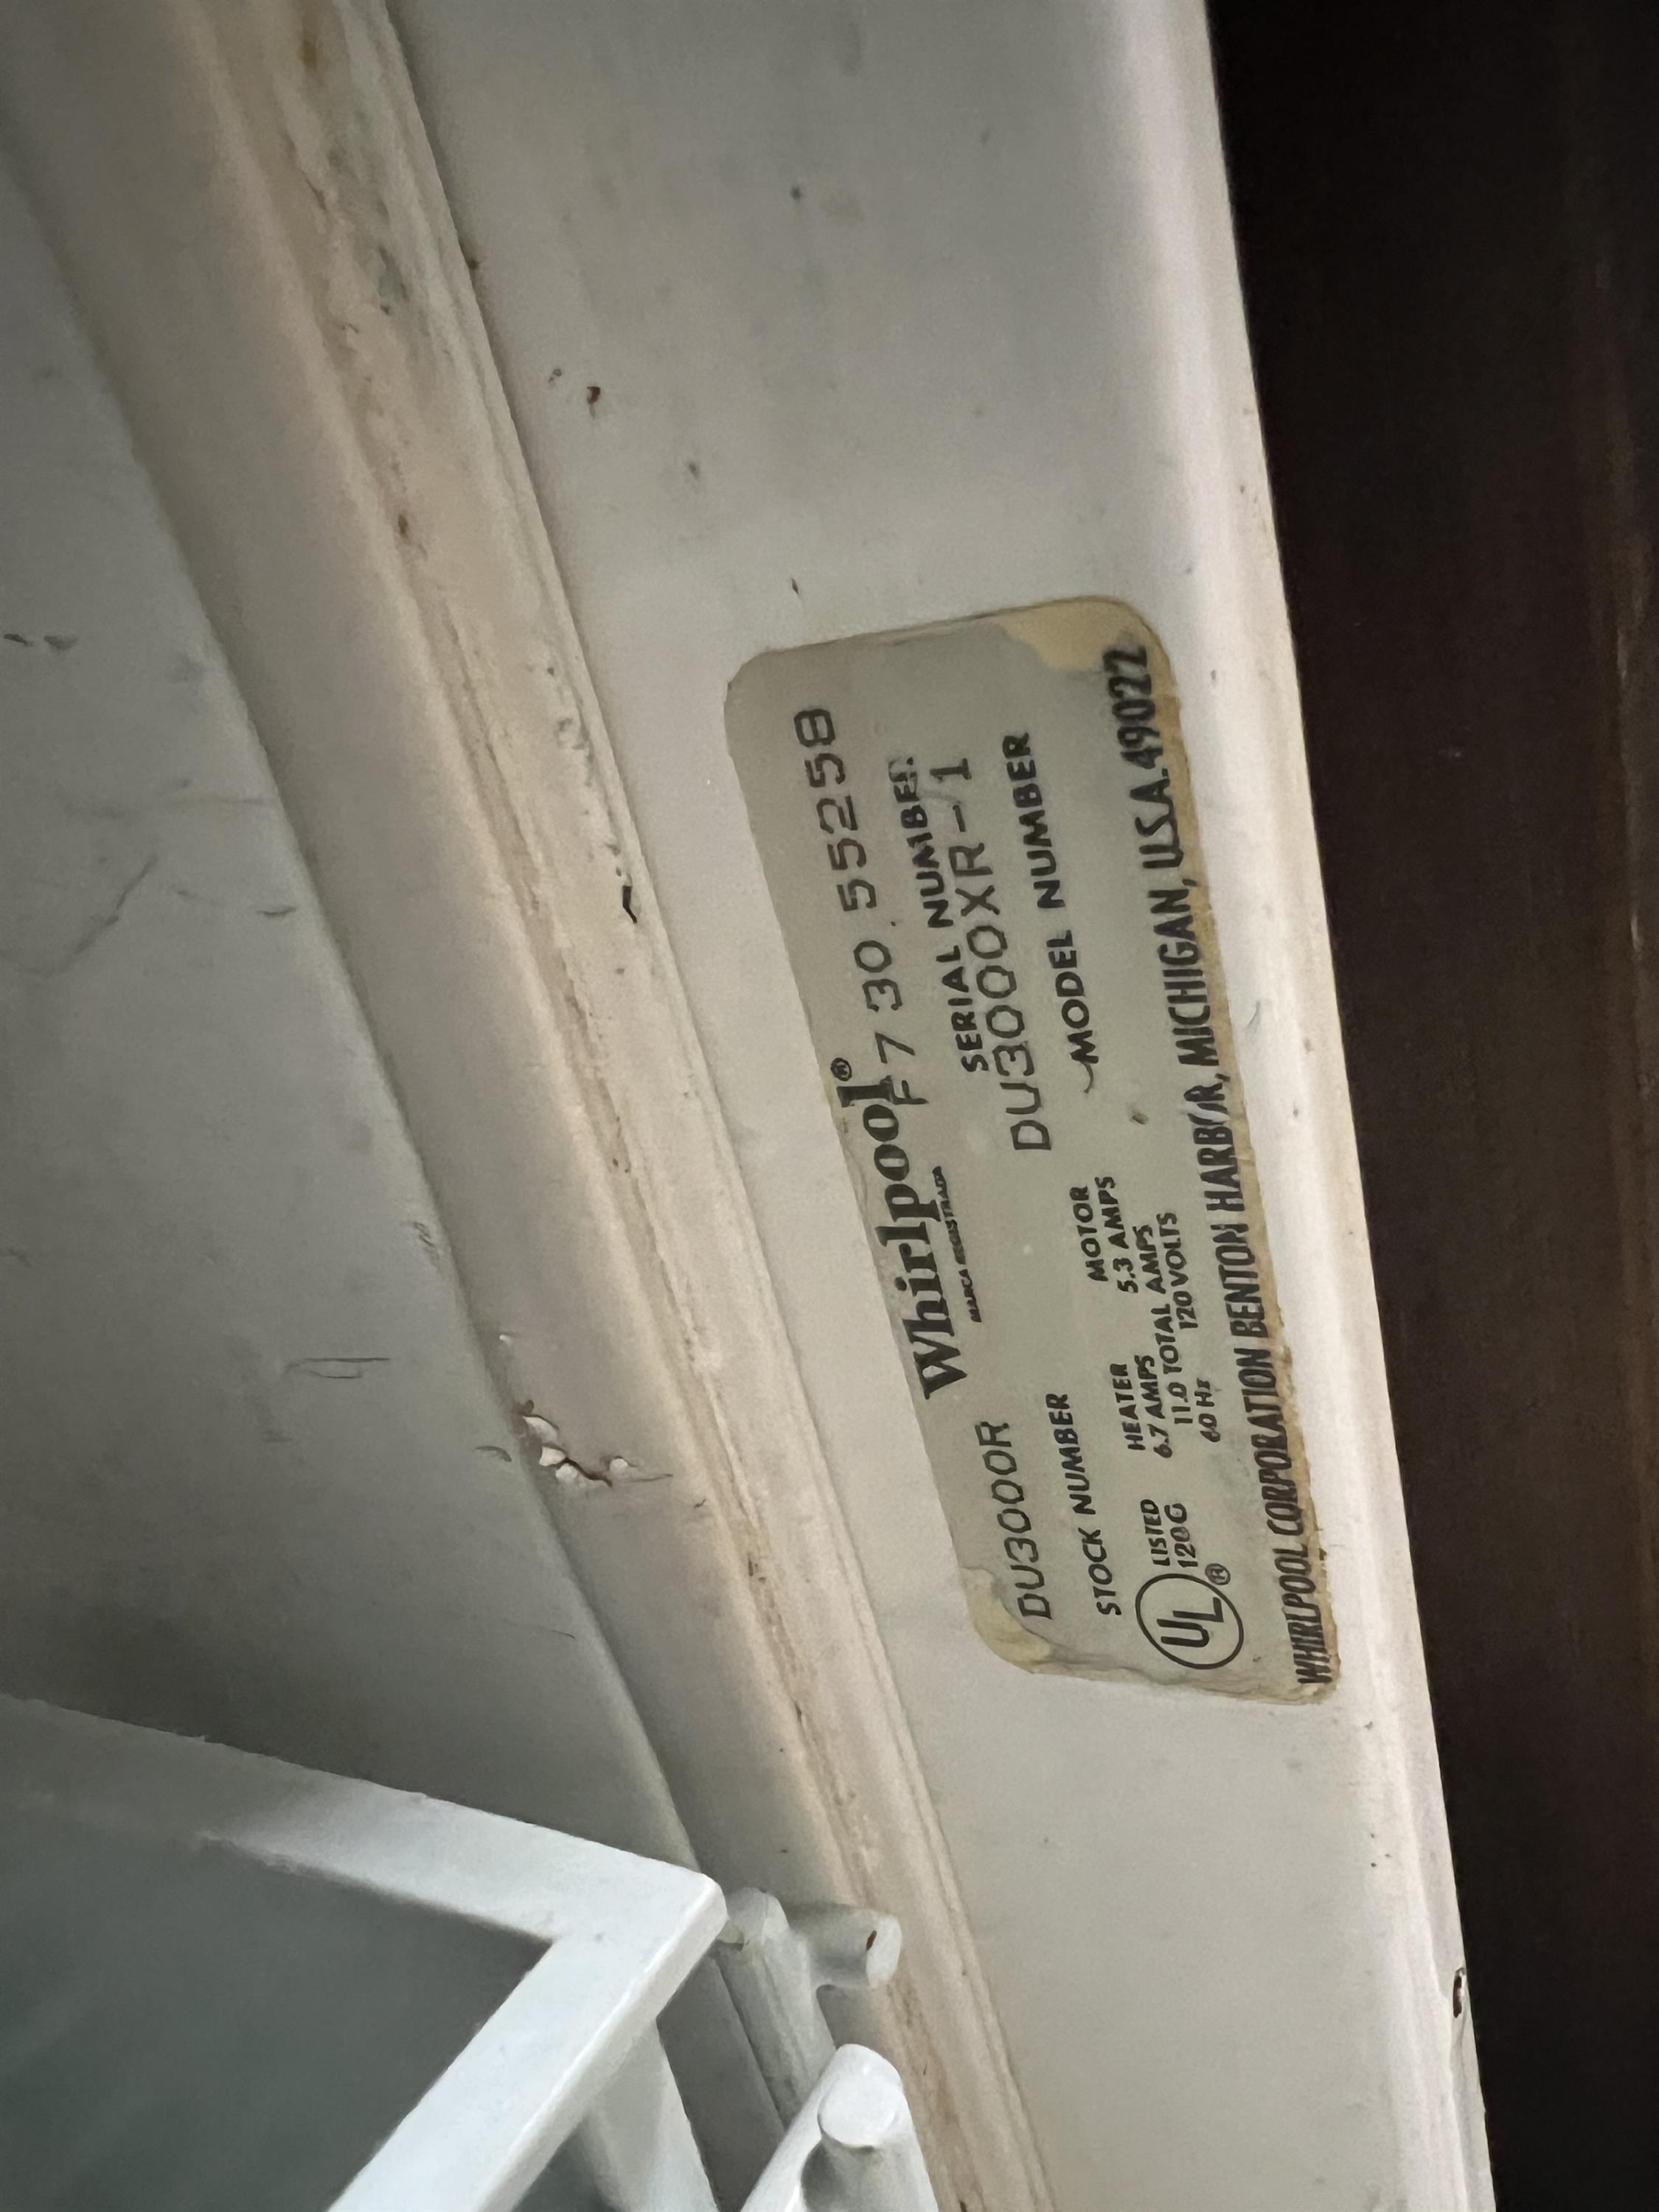 Whirlpool®
MARCA REGISTRADA
DU3000R
F7 30 55258
STOCK NUMBER
SERIAL NUMBER
DU3000XR-1
MODEL NUMBER
UL® LISTED
120G
HEATER MOTOR
6.7 AMPS 5.3 AMPS
11.0 TOTAL AMPS
60 Hz 120 VOLTS
WHIRLPOOL CORPORATION BENTON HARBOR, MICHIGAN, U.S.A. 49022